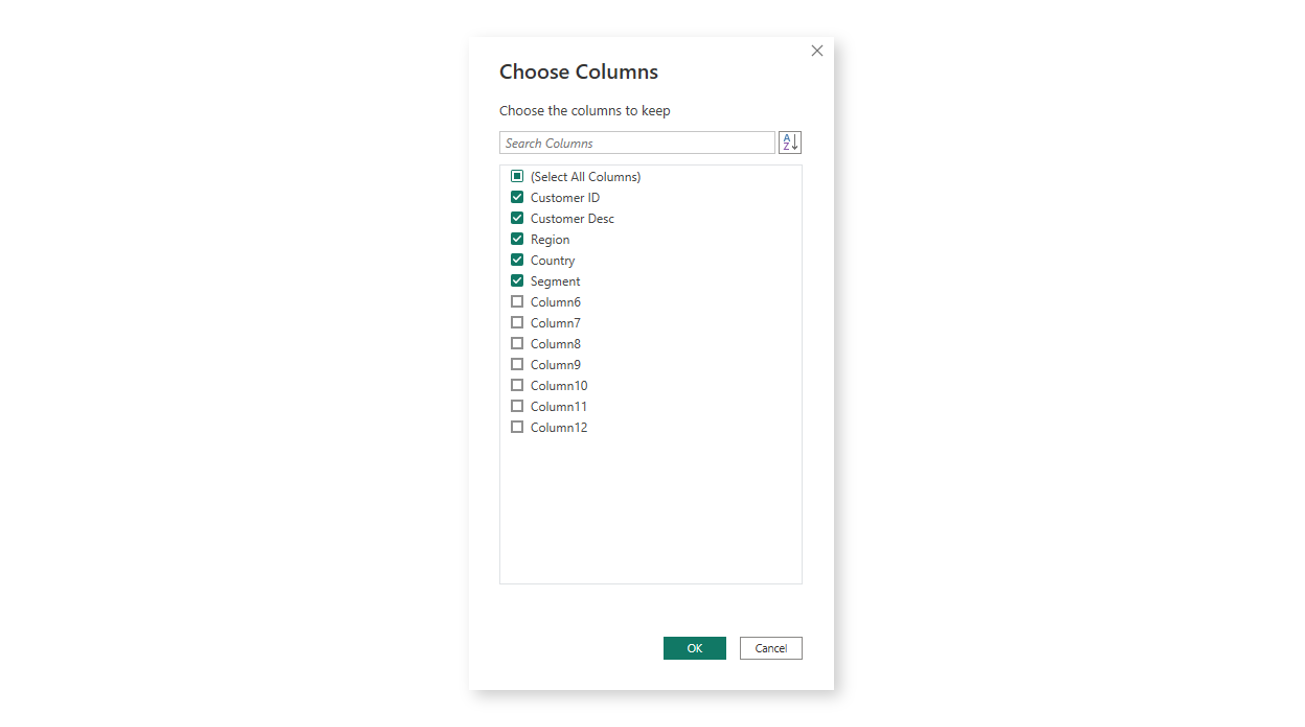 Choose Columns
Choose the columns to keep
Search Columns
A
Z
(Select All Columns)
Customer ID
Customer Desc
Region
Country
Segment
Column6
Column7
Column8
Column9
Column10
Column11
Column12
OK
Cancel